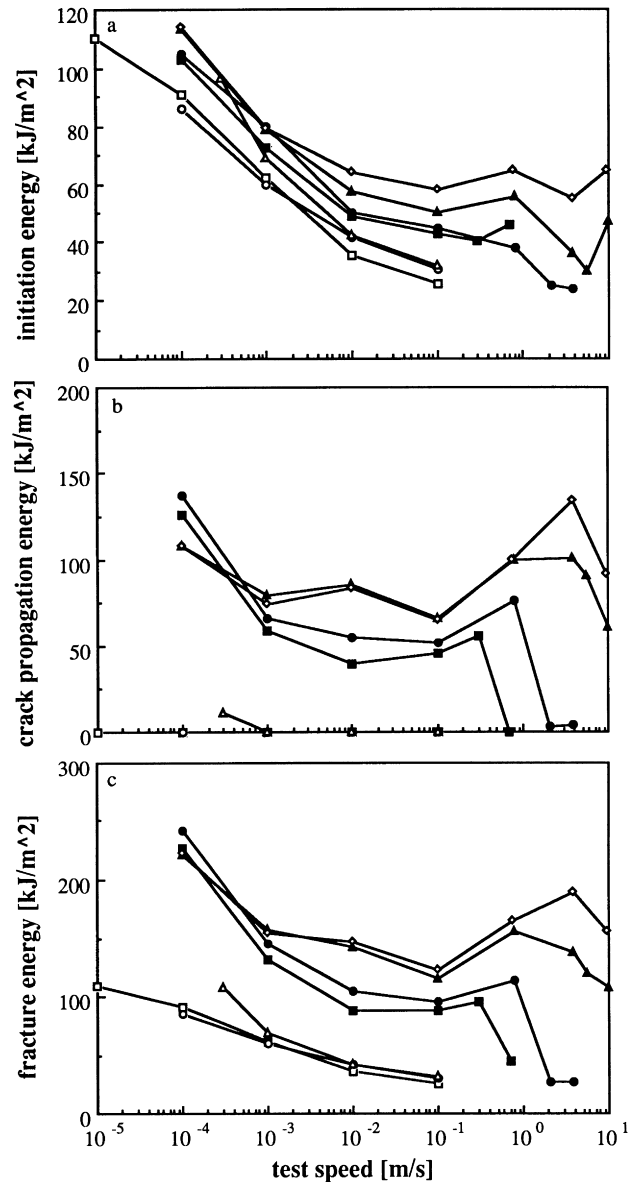 120
a
100
80
60
40
20
0
initiation energy [kJ/m^2]
200
b
150
100
50
0
crack propagation energy [kJ/m^2]
300
c
200
100
0
fracture energy [kJ/m^2]
10^-5 10^-4 10^-3 10^-2 10^-1 10^0 10^1
test speed [m/s]